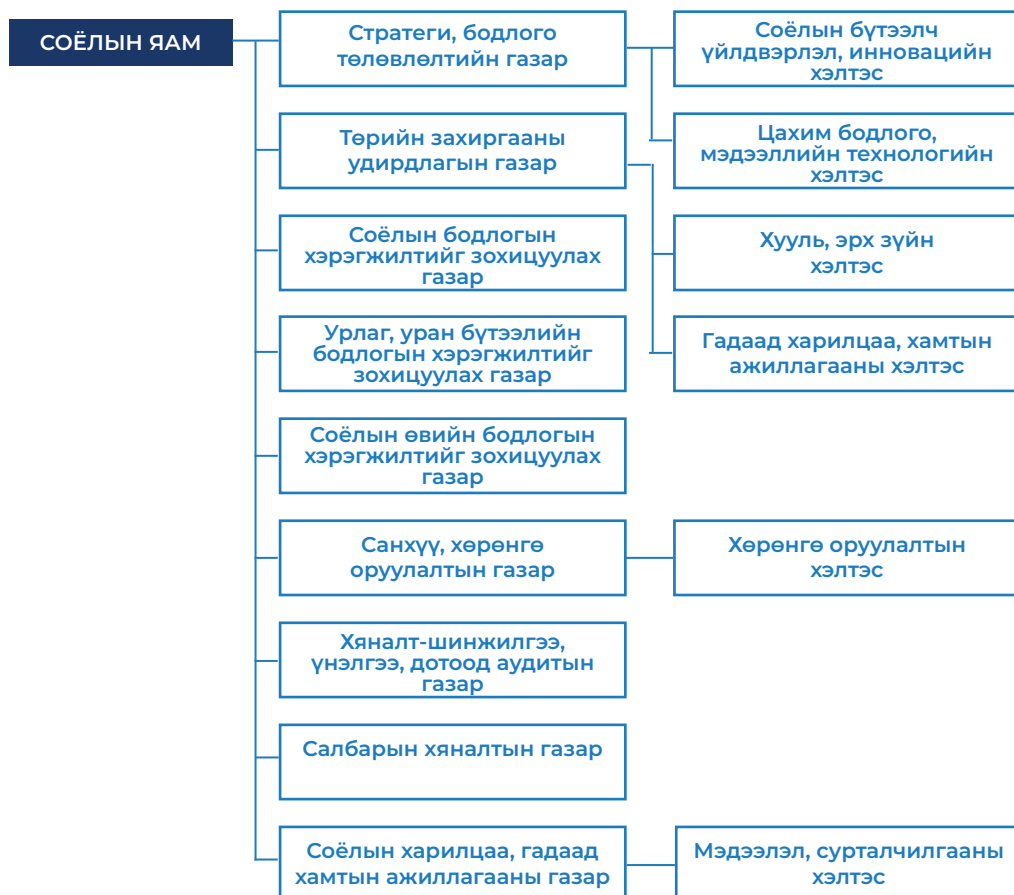 СОЁЛЫН ЯАМ
Стратеги, бодлого
төлөвлөлтийн газар
Соёлын бүтээлч
үйлдвэрлэл, инновацийн
хэлтэс
Төрийн захиргааны
удирдлагын газар
Цахим бодлого,
мэдээллийн технологийн
хэлтэс
Соёлын бодлогын
хэрэгжилтийг зохицуулах
газар
Хууль, эрх зүйн
хэлтэс
Урлаг, уран бүтээлийн
бодлогын хэрэгжилтийг
зохицуулах газар
Гадаад харилцаа, хамтын
ажиллагааны хэлтэс
Соёлын өвийн бодлогын
хэрэгжилтийг зохицуулах
газар
Санхүү, хөрөнгө
оруулалтын газар
Хөрөнгө оруулалтын
хэлтэс
Хяналт-шинжилгээ,
үнэлгээ, дотоод аудитын
газар
Салбарын хяналтын газар
Соёлын харилцаа, гадаад
хамтын ажиллагааны газар
Мэдээлэл, сурталчилгааны
хэлтэс